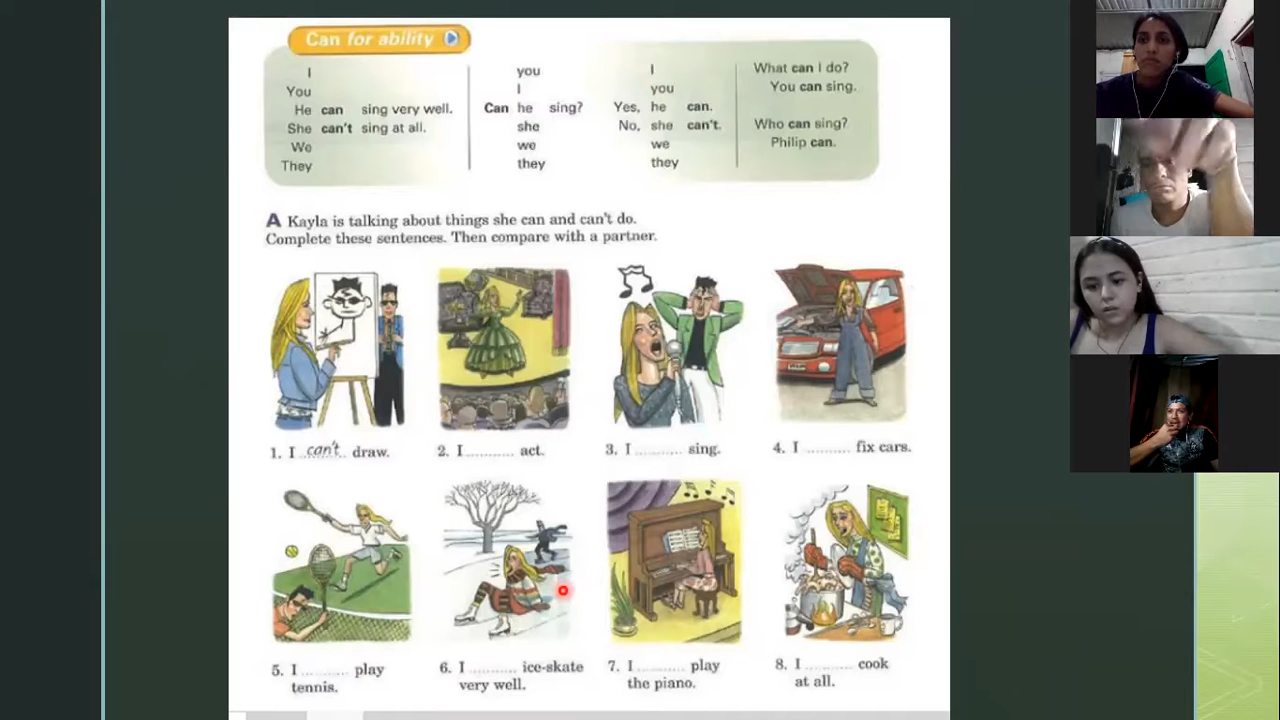 Can for ability
I
You
He can sing very well.
She can't sing at all.
We
They
you
I
Can he sing?
she
we
they
I
you
Yes, he can.
No, she can't.
we
they
What can I do?
You can sing.
Who can sing?
Philip can.
A Kayla is talking about things she can and can't do.
Complete these sentences. Then compare with a partner.
1. I can't draw.
2. I .......... act.
3. I .......... sing.
4. I .......... fix cars.
5. I .......... play
tennis.
6. I .......... ice-skate
very well.
7. I .......... play
the piano.
8. I .......... cook
at all.